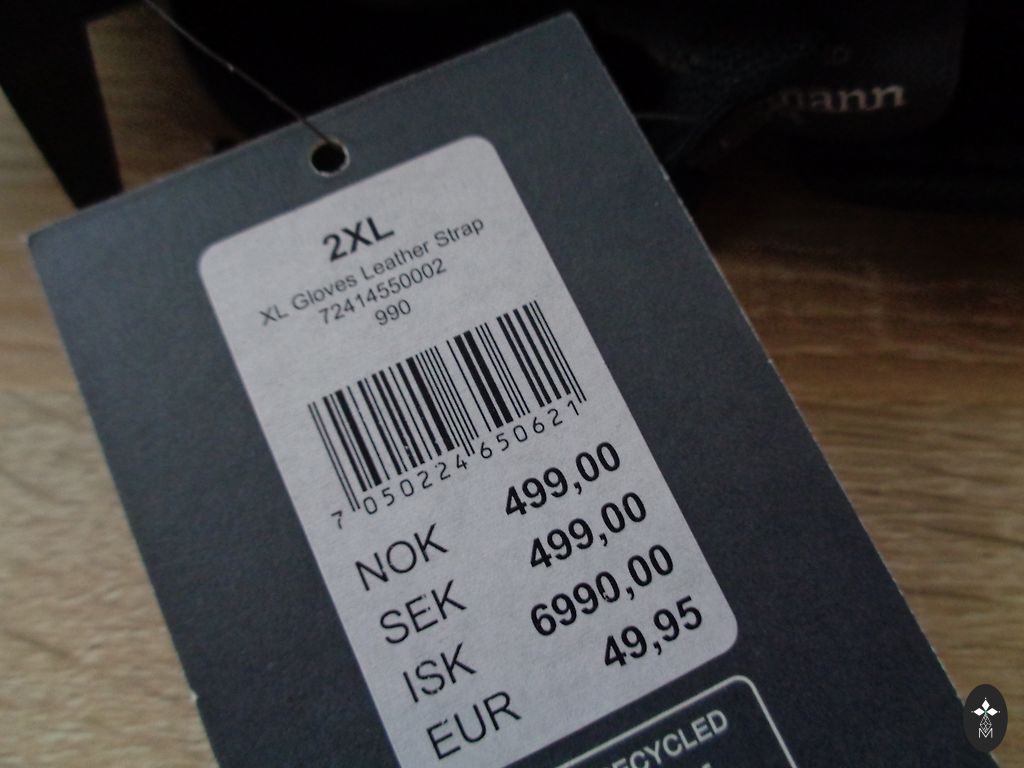 2XL
XL Gloves Leather Strap
72414550002
990
7 050224 650621
NOK 499,00
SEK 499,00
ISK 6990,00
EUR 49,95